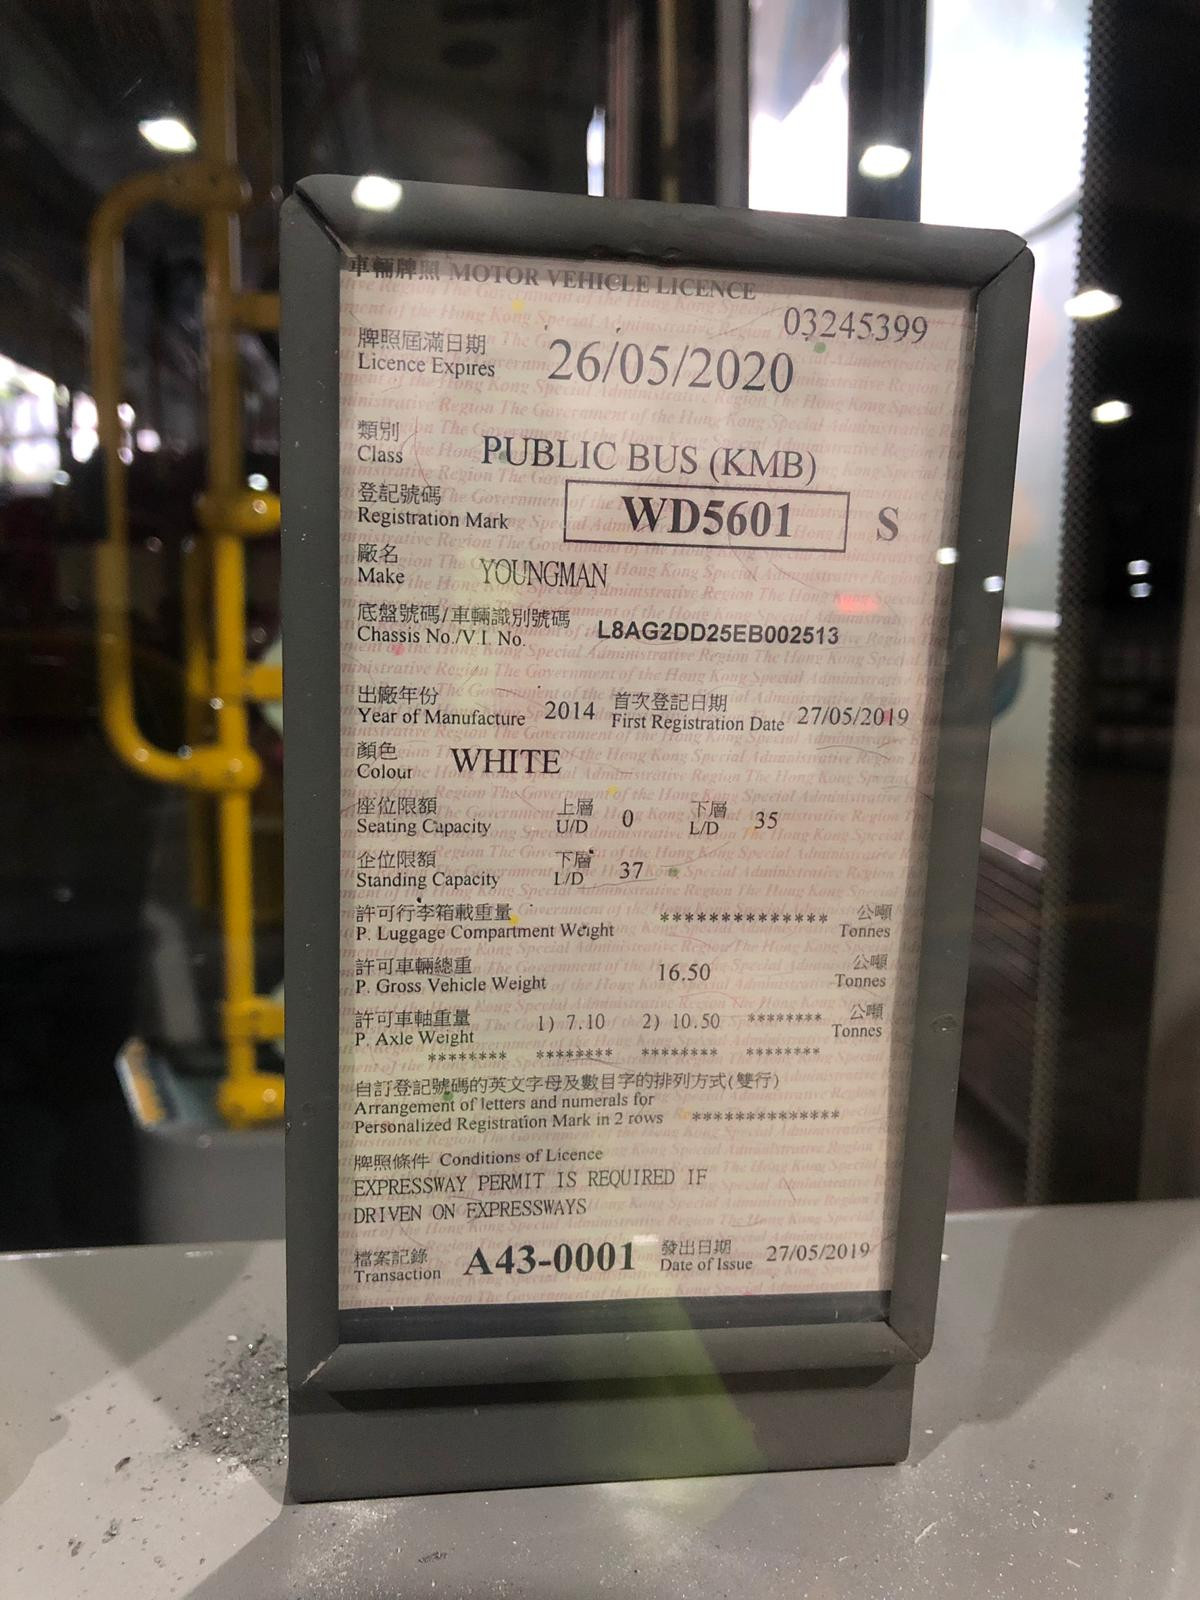 車輛牌照 MOTOR VEHICLE LICENCE
03245399
牌照屆滿日期
Licence Expires 26/05/2020
類別
Class PUBLIC BUS (KMB)
登記號碼
Registration Mark WD5601 S
廠名
Make YOUNGMAN
底盤號碼/車輛識別號碼
Chassis No./V.I. No. L8AG2DD25EB002513
出廠年份 首次登記日期
Year of Manufacture 2014 First Registration Date 27/05/2019
顏色
Colour WHITE
座位限額 上層 下層
Seating Capacity U/D 0 L/D 35
企位限額 下層
Standing Capacity L/D 37
許可行李箱載重量 ************** 公噸
P. Luggage Compartment Weight Tonnes
許可車輛總重 公噸
P. Gross Vehicle Weight 16.50 Tonnes
許可車軸重量 1) 7.10 2) 10.50 ******** 公噸
P. Axle Weight Tonnes
******** ******** ******** ********
自訂登記號碼的英文字母及數目字的排列方式(雙行)
Arrangement of letters and numerals for
Personalized Registration Mark in 2 rows **************
牌照條件 Conditions of Licence
EXPRESSWAY PERMIT IS REQUIRED IF
DRIVEN ON EXPRESSWAYS
檔案記錄 發出日期
Transaction A43-0001 Date of Issue 27/05/2019